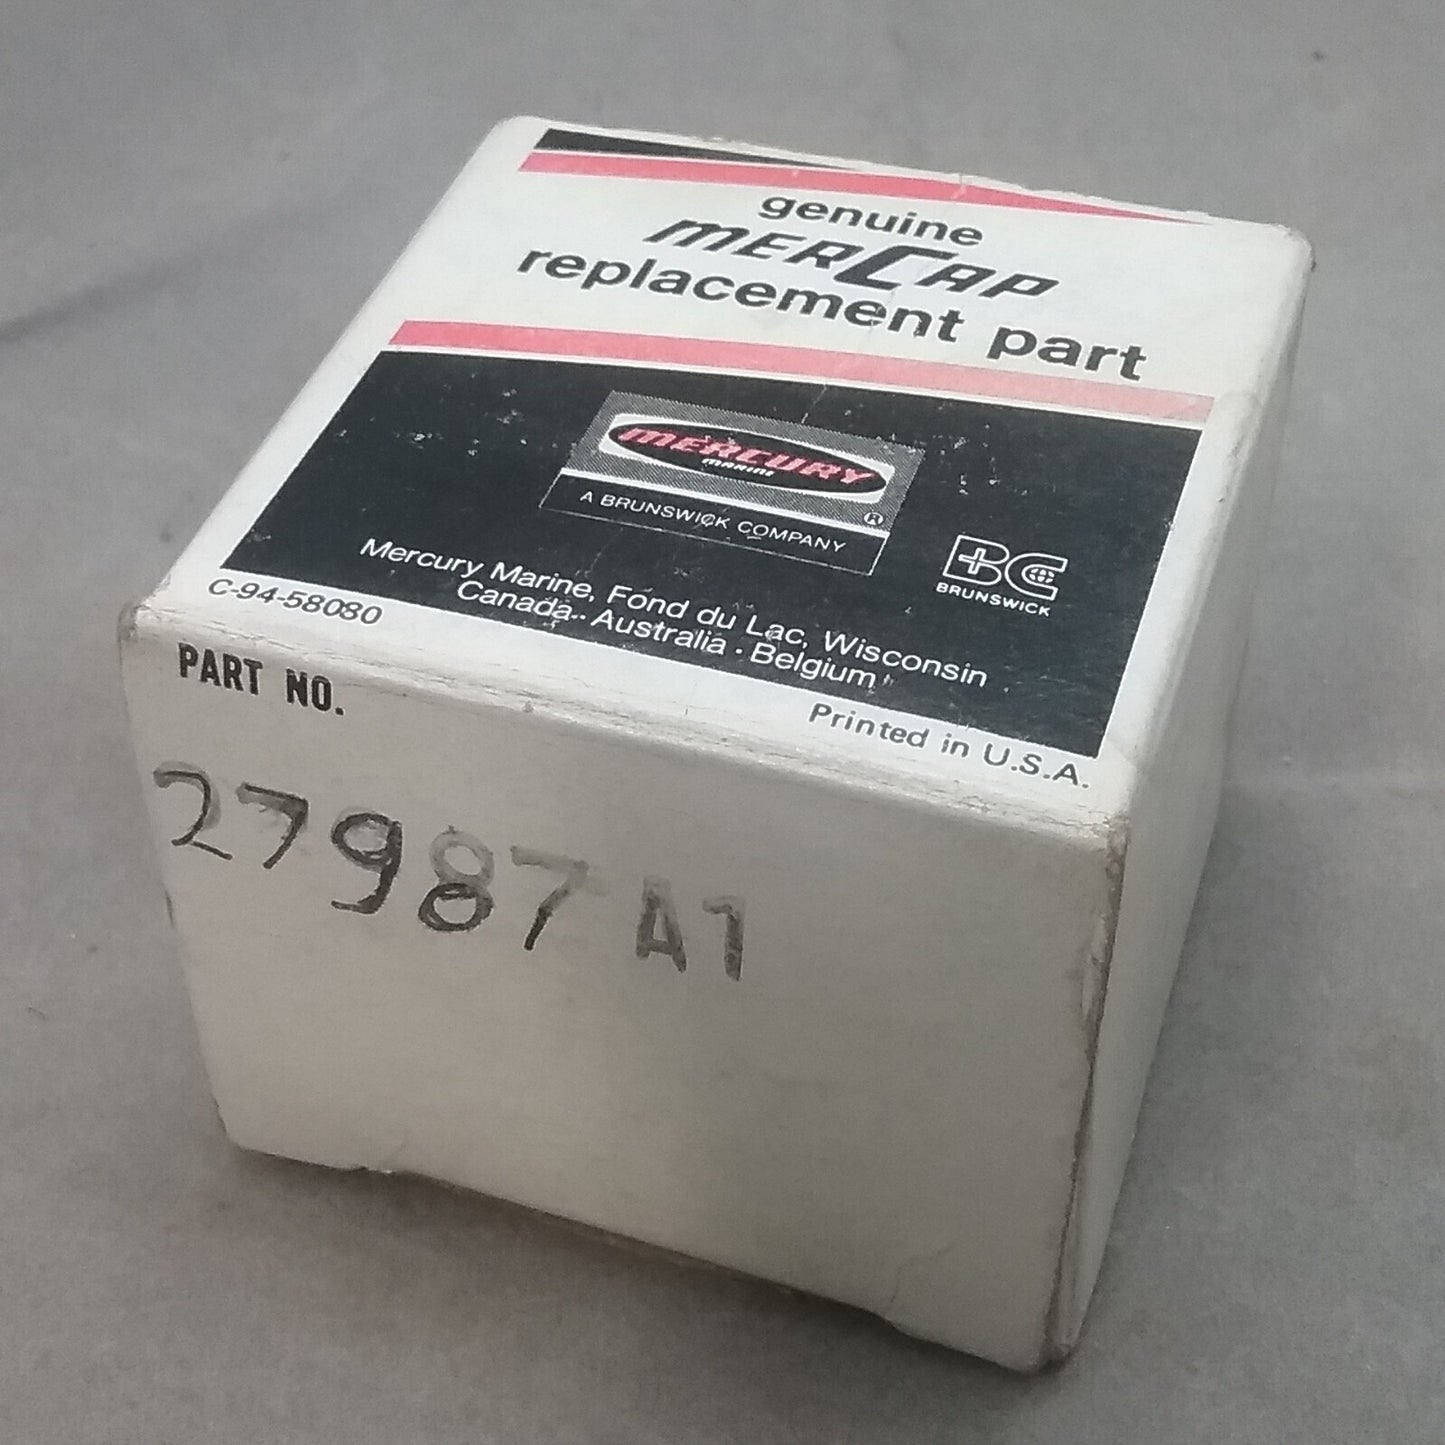 genuine
merCap
replacement part
MERCURY
marine
®
A BRUNSWICK COMPANY
BC
BRUNSWICK
Mercury Marine, Fond du Lac, Wisconsin
Canada · Australia · Belgium
C-94-58080
Printed in U.S.A.
PART NO.
27987 A1